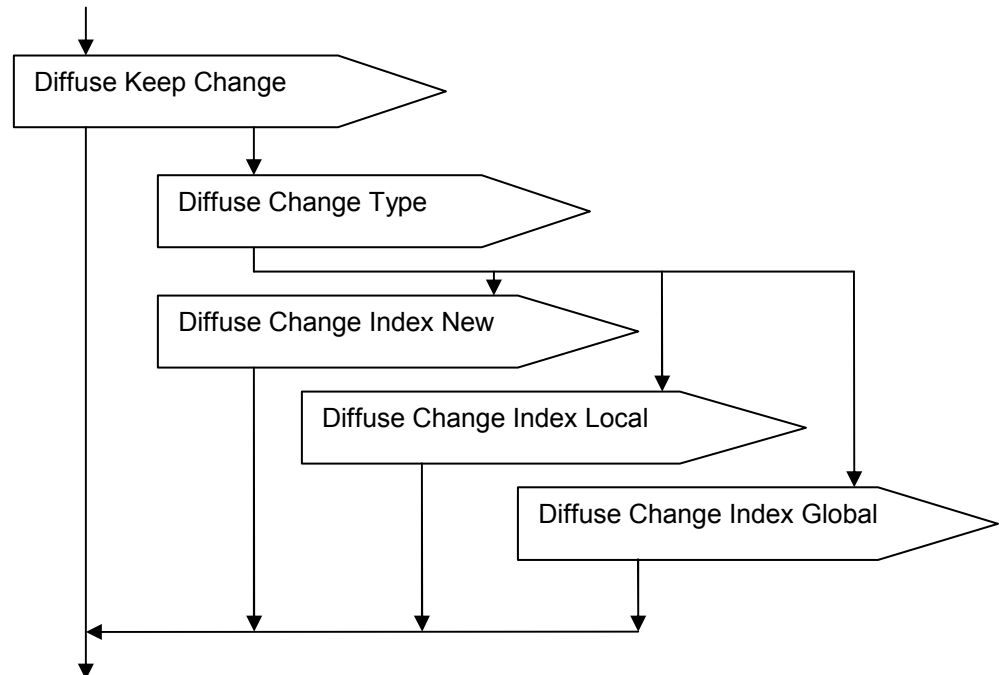 Diffuse Keep Change
Diffuse Change Type
Diffuse Change Index New
Diffuse Change Index Local
Diffuse Change Index Global